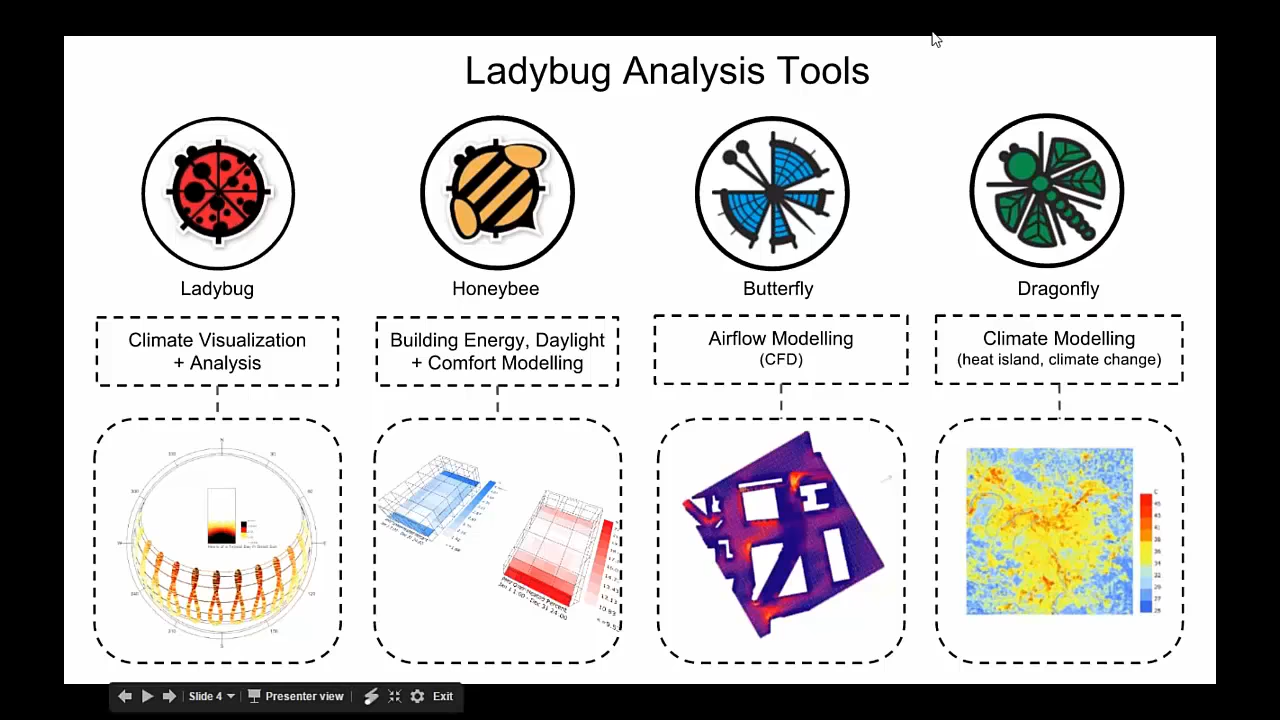 Ladybug Analysis Tools
Ladybug
Honeybee
Butterfly
Dragonfly
Climate Visualization
+ Analysis
Building Energy, Daylight
+ Comfort Modelling
Airflow Modelling
(CFD)
Climate Modelling
(heat island, climate change)
C
Slide 4
Presenter view
Exit